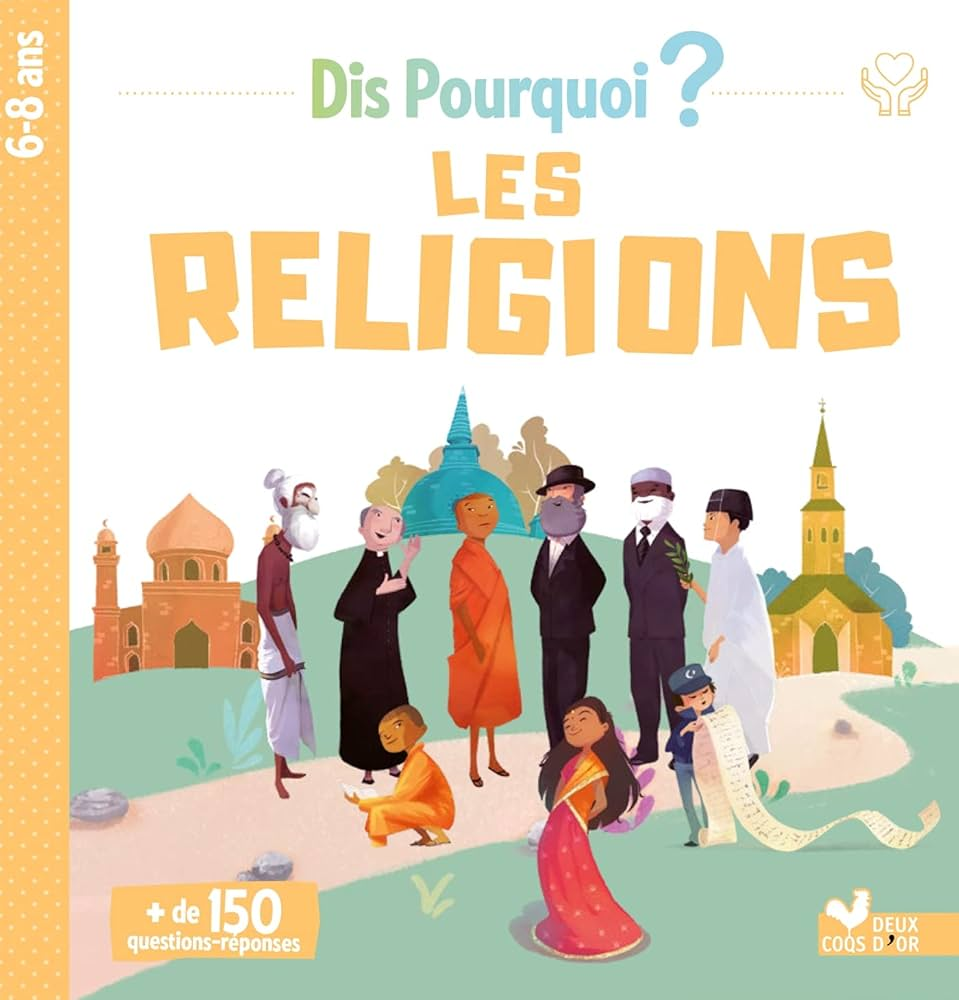 6-8 ans
Dis Pourquoi ?
LES
RELIGIONS
+ de 150
questions-réponses
DEUX
COQS D'OR